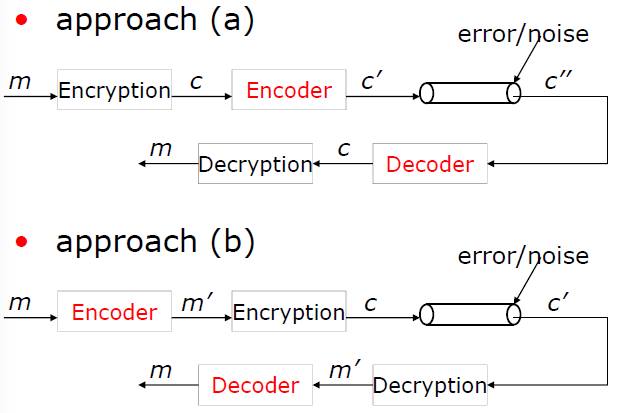 • approach (a)
error/noise
m Encryption c Encoder c′ c″
m Decryption c Decoder
• approach (b)
error/noise
m Encoder m′ Encryption c c′
m Decoder m′ Decryption